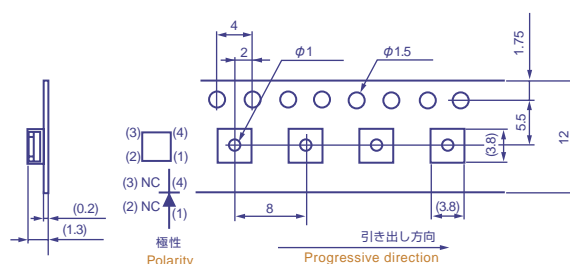 4
2
ϕ1
ϕ1.5
1.75
5.5
12
(3.8)
(3) (4)
(2) (1)
(3) NC (4)
(2) NC (1)
(0.2)
(1.3)
8
(3.8)
極性
Polarity
引き出し方向
Progressive direction